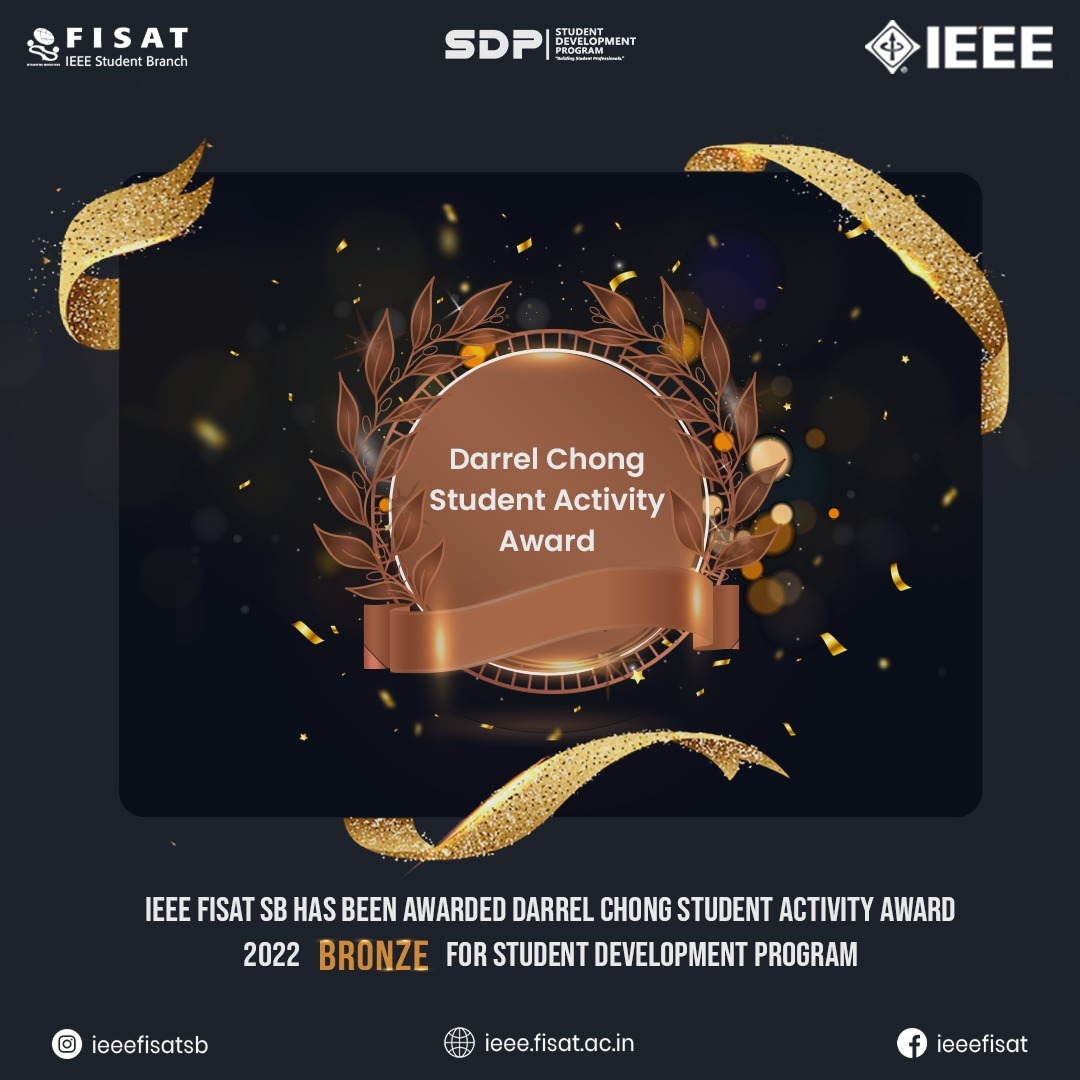 FISAT
IEEE Student Branch
SDP
STUDENT
DEVELOPMENT
PROGRAM
"Building Student Professionals."
IEEE
Darrel Chong
Student Activity
Award
IEEE FISAT SB HAS BEEN AWARDED DARREL CHONG STUDENT ACTIVITY AWARD
2022 BRONZE FOR STUDENT DEVELOPMENT PROGRAM
ieeefisatsb
ieee.fisat.ac.in
ieeefisat